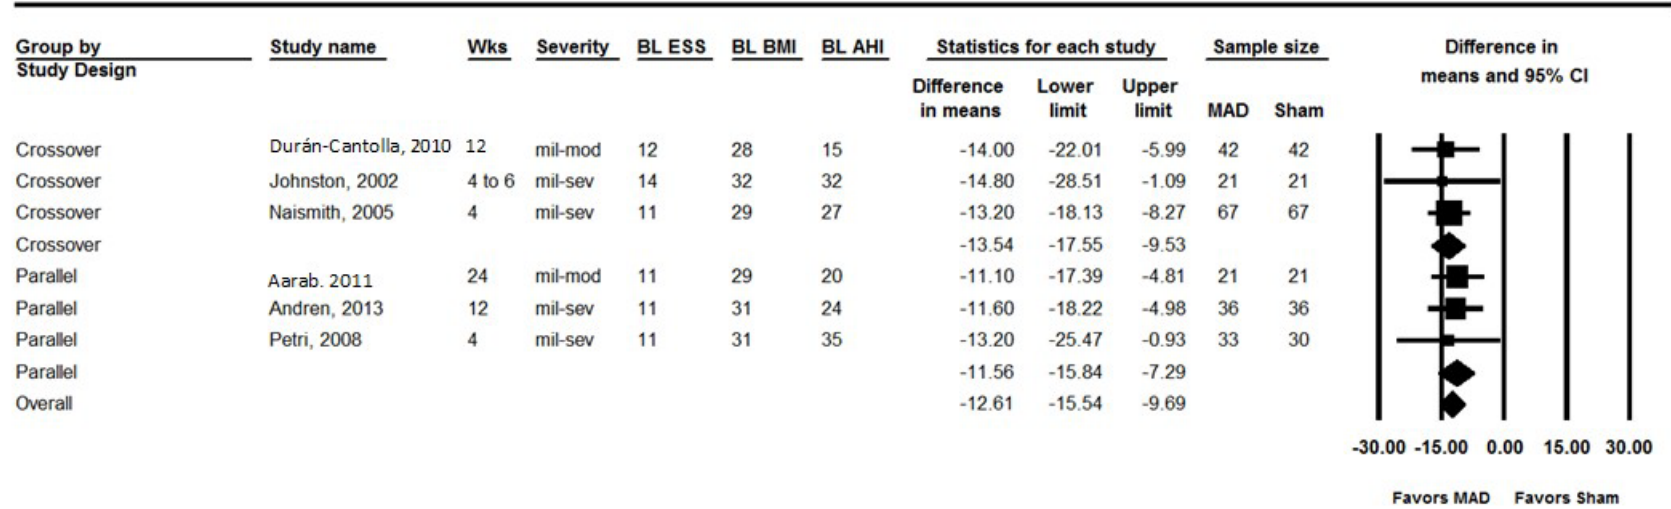 Group by Study Design Study name Wks Severity BL ESS BL BMI BL AHI Statistics for each study Sample size Difference in means and 95% CI
Difference in means Lower limit Upper limit MAD Sham
Crossover Durán-Cantolla, 2010 12 mil-mod 12 28 15 -14.00 -22.01 -5.99 42 42
Crossover Johnston, 2002 4 to 6 mil-sev 14 32 32 -14.80 -28.51 -1.09 21 21
Crossover Naismith, 2005 4 mil-sev 11 29 27 -13.20 -18.13 -8.27 67 67
Crossover -13.54 -17.55 -9.53
Parallel Aarab. 2011 24 mil-mod 11 29 20 -11.10 -17.39 -4.81 21 21
Parallel Andren, 2013 12 mil-sev 11 31 24 -11.60 -18.22 -4.98 36 36
Parallel Petri, 2008 4 mil-sev 11 31 35 -13.20 -25.47 -0.93 33 30
Parallel -11.56 -15.84 -7.29
Overall -12.61 -15.54 -9.69
-30.00 -15.00 0.00 15.00 30.00
Favors MAD Favors Sham